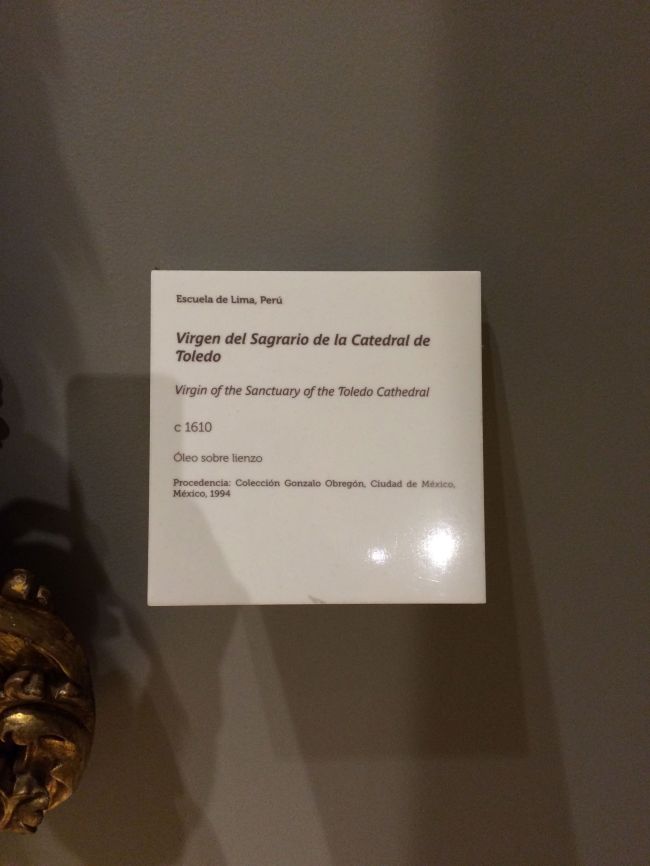 Escuela de Lima, Perú
Virgen del Sagrario de la Catedral de
Toledo
Virgin of the Sanctuary of the Toledo Cathedral
c 1610
Óleo sobre lienzo
Procedencia: Colección Gonzalo Obregón, Ciudad de México,
México, 1994